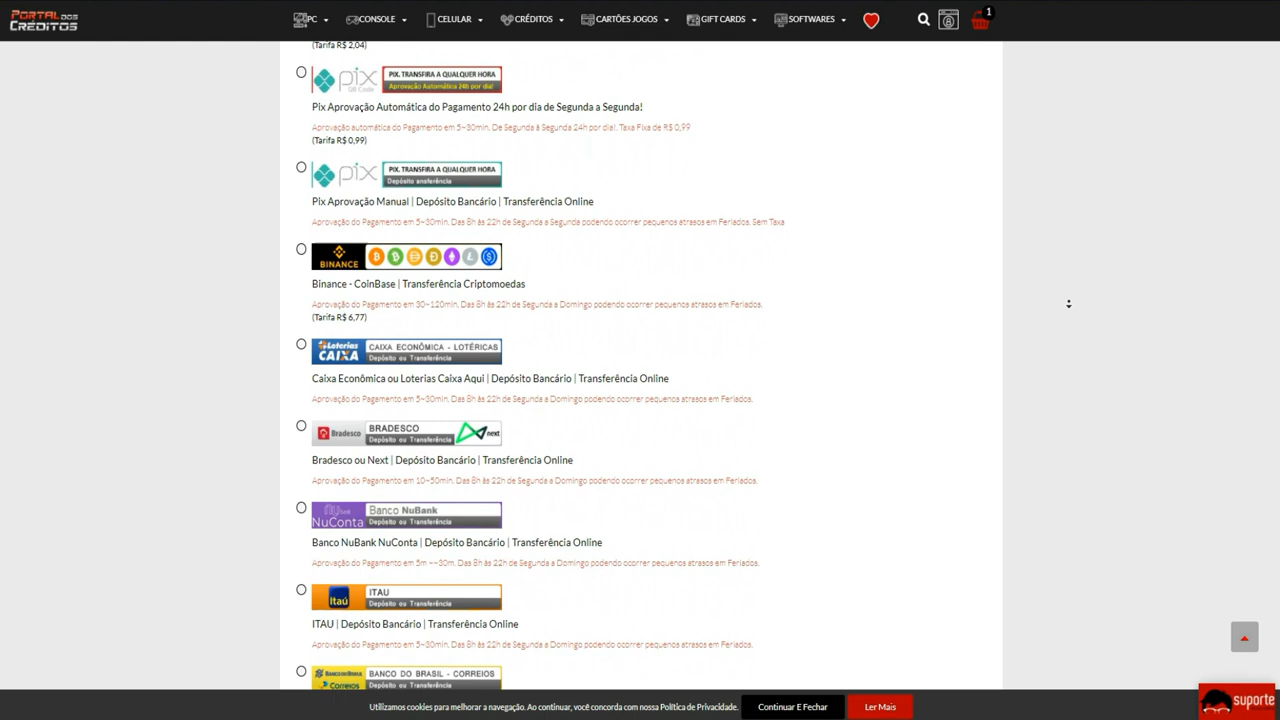 PORTAL DOS
CRÉDITOS
PC
CONSOLE
CELULAR
CRÉDITOS
CARTÕES JOGOS
GIFT CARDS
SOFTWARES
1
(Tarifa R$ 2,04)
pix
QR Code
PIX. TRANSFIRA A QUALQUER HORA
Aprovação Automática 24h por dia!
Pix Aprovação Automática do Pagamento 24h por dia de Segunda a Segunda!
Aprovação automática do Pagamento em 5~30min. De Segunda à Segunda 24h por dia!. Taxa Fixa de R$ 0,99
(Tarifa R$ 0,99)
pix
PIX. TRANSFIRA A QUALQUER HORA
Depósito ansferência
Pix Aprovação Manual | Depósito Bancário | Transferência Online
Aprovação do Pagamento em 5~30min. Das 8h às 22h de Segunda a Segunda podendo ocorrer pequenos atrasos em Feriados. Sem Taxa
BINANCE
Binance - CoinBase | Transferência Criptomoedas
Aprovação do Pagamento em 30~120min. Das 8h às 22h de Segunda a Domingo podendo ocorrer pequenos atrasos em Feriados.
(Tarifa R$ 6,77)
Loterias
CAIXA
CAIXA ECONÔMICA - LOTÉRICAS
Depósito ou Transferência
Caixa Econômica ou Loterias Caixa Aqui | Depósito Bancário | Transferência Online
Aprovação do Pagamento em 5~30min. Das 8h às 22h de Segunda a Domingo podendo ocorrer pequenos atrasos em Feriados.
Bradesco
BRADESCO
Depósito ou Transferência
next
Bradesco ou Next | Depósito Bancário | Transferência Online
Aprovação do Pagamento em 10~50min. Das 8h às 22h de Segunda a Domingo podendo ocorrer pequenos atrasos em Feriados.
NuConta
Banco NuBank
Depósito ou Transferência
Banco NuBank NuConta | Depósito Bancário | Transferência Online
Aprovação do Pagamento em 5m ~~30m. Das 8h às 22h de Segunda a Domingo podendo ocorrer pequenos atrasos em Feriados.
Itaú
ITAU
Depósito ou Transferência
ITAU | Depósito Bancário | Transferência Online
Aprovação do Pagamento em 5~30min. Das 8h às 22h de Segunda a Domingo podendo ocorrer pequenos atrasos em Feriados.
BANCO DO BRASIL
Correios
BANCO DO BRASIL - CORREIOS
Depósito ou Transferência
Utilizamos cookies para melhorar a navegação. Ao continuar, você concorda com nossa Política de Privacidade.
Continuar E Fechar
Ler Mais
suporte